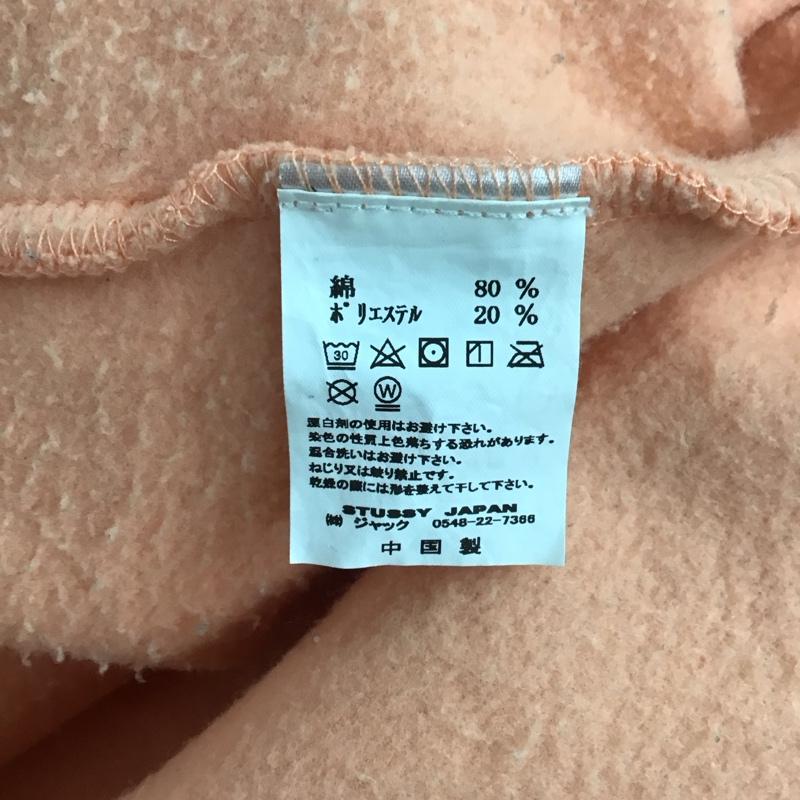 綿 80 %
ポリエステル 20 %
30
W
漂白剤の使用はお避け下さい。
染色の性質上色落ちする恐れがあります。
混合洗いはお避け下さい。
ねじり又は絞り禁止です。
乾燥の際には形を整えて干して下さい。
STUSSY JAPAN
㈱ ジャック 0548-22-7366
中国製